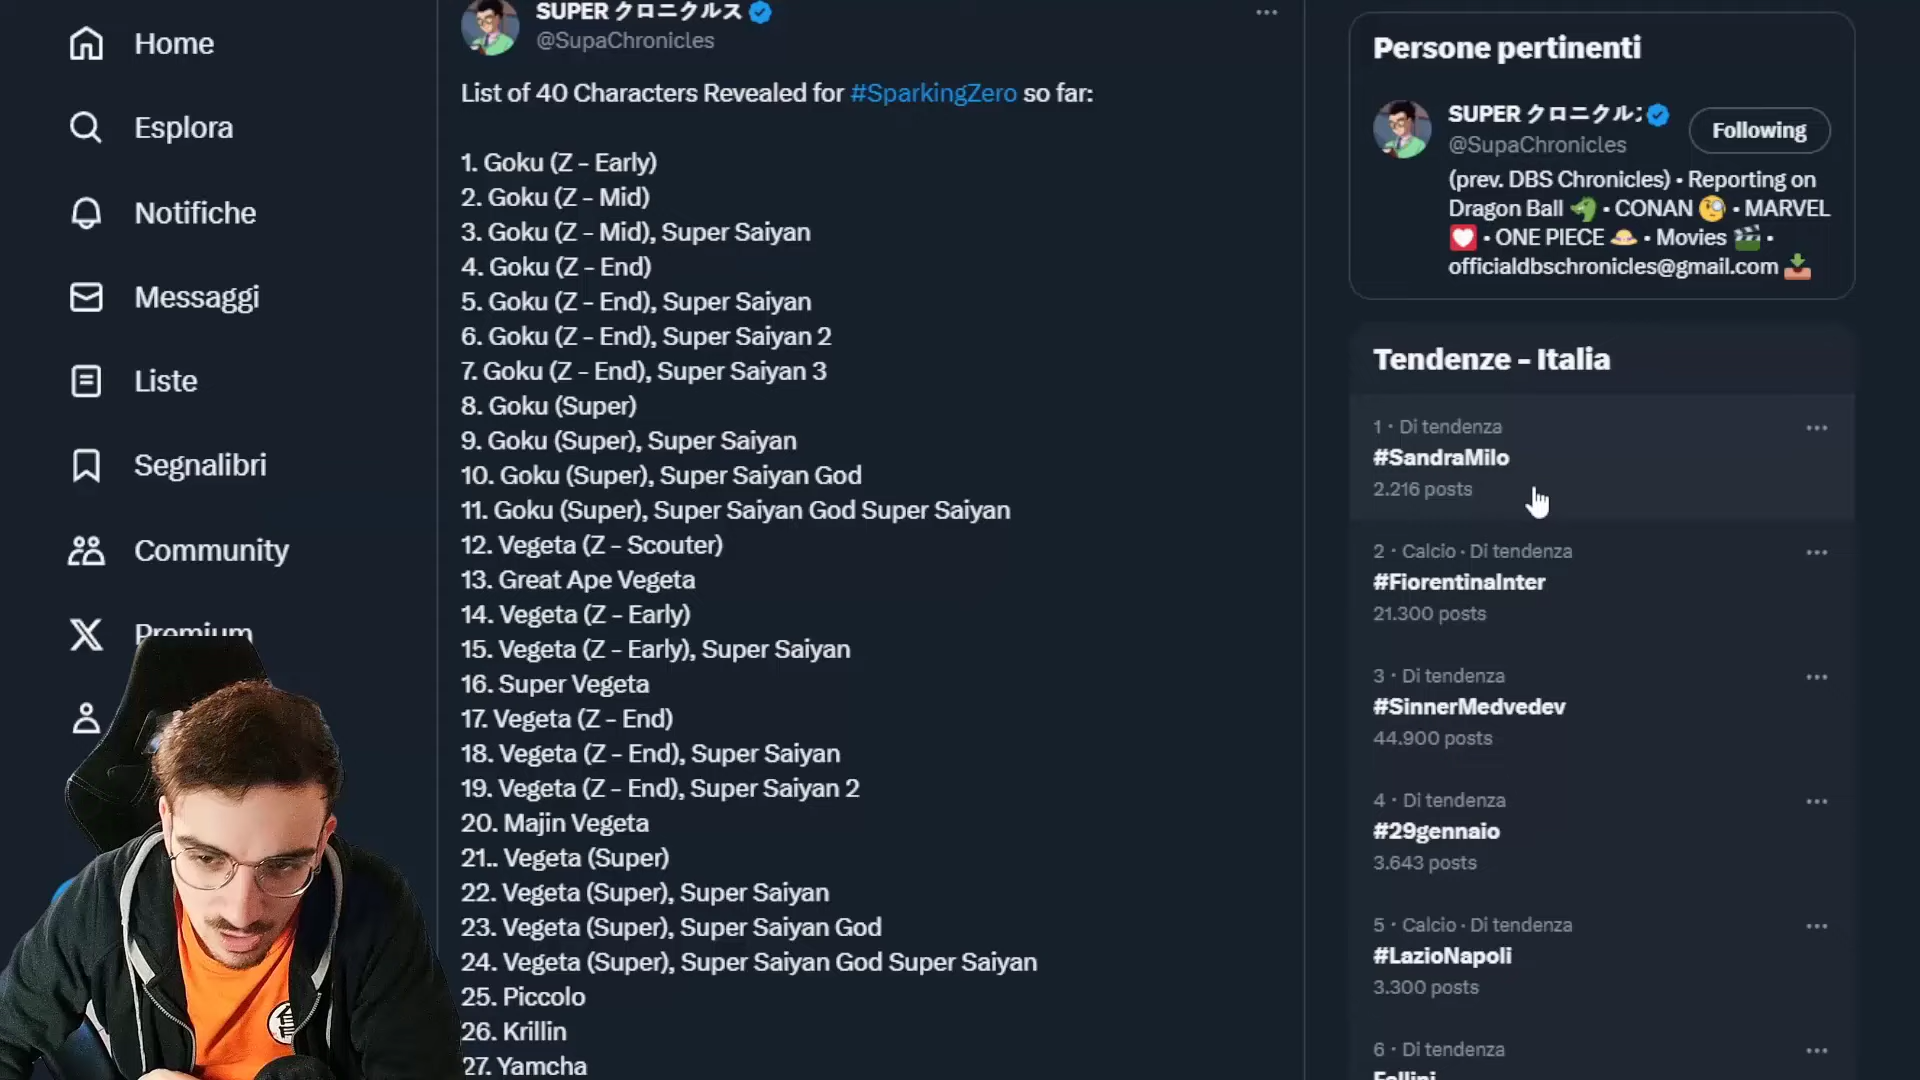 Home
Esplora
Notifiche
Messaggi
Liste
Segnalibri
Community
Premium
SUPER クロニクルス
@SupaChronicles
List of 40 Characters Revealed for #SparkingZero so far:
1. Goku (Z - Early)
2. Goku (Z - Mid)
3. Goku (Z - Mid), Super Saiyan
4. Goku (Z - End)
5. Goku (Z - End), Super Saiyan
6. Goku (Z - End), Super Saiyan 2
7. Goku (Z - End), Super Saiyan 3
8. Goku (Super)
9. Goku (Super), Super Saiyan
10. Goku (Super), Super Saiyan God
11. Goku (Super), Super Saiyan God Super Saiyan
12. Vegeta (Z - Scouter)
13. Great Ape Vegeta
14. Vegeta (Z - Early)
15. Vegeta (Z - Early), Super Saiyan
16. Super Vegeta
17. Vegeta (Z - End)
18. Vegeta (Z - End), Super Saiyan
19. Vegeta (Z - End), Super Saiyan 2
20. Majin Vegeta
21.. Vegeta (Super)
22. Vegeta (Super), Super Saiyan
23. Vegeta (Super), Super Saiyan God
24. Vegeta (Super), Super Saiyan God Super Saiyan
25. Piccolo
26. Krillin
27. Yamcha
Persone pertinenti
SUPER クロニクル
@SupaChronicles
Following
(prev. DBS Chronicles) • Reporting on
Dragon Ball 🐉 • CONAN 🧐 • MARVEL
💟 • ONE PIECE 👒 • Movies 🎬 •
officialdbschronicles@gmail.com 📥
Tendenze - Italia
1 · Di tendenza
#SandraMilo
2.216 posts
2 · Calcio · Di tendenza
#FiorentinaInter
21.300 posts
3 · Di tendenza
#SinnerMedvedev
44.900 posts
4 · Di tendenza
#29gennaio
3.643 posts
5 · Calcio · Di tendenza
#LazioNapoli
3.300 posts
6 · Di tendenza
Fellini